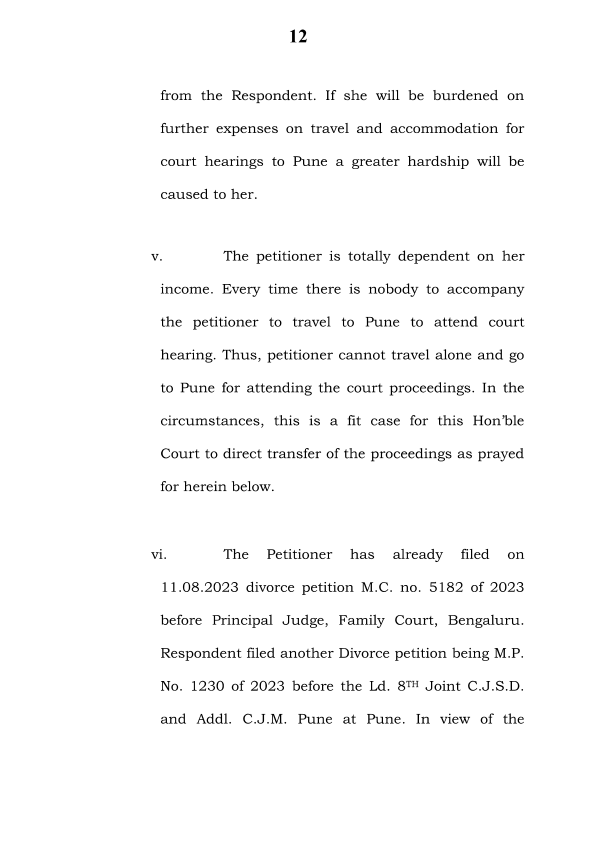 12
from the Respondent. If she will be burdened on
further expenses on travel and accommodation for
court hearings to Pune a greater hardship will be
caused to her.
v. The petitioner is totally dependent on her
income. Every time there is nobody to accompany
the petitioner to travel to Pune to attend court
hearing. Thus, petitioner cannot travel alone and go
to Pune for attending the court proceedings. In the
circumstances, this is a fit case for this Hon’ble
Court to direct transfer of the proceedings as prayed
for herein below.
vi. The Petitioner has already filed on
11.08.2023 divorce petition M.C. no. 5182 of 2023
before Principal Judge, Family Court, Bengaluru.
Respondent filed another Divorce petition being M.P.
No. 1230 of 2023 before the Ld. 8TH Joint C.J.S.D.
and Addl. C.J.M. Pune at Pune. In view of the